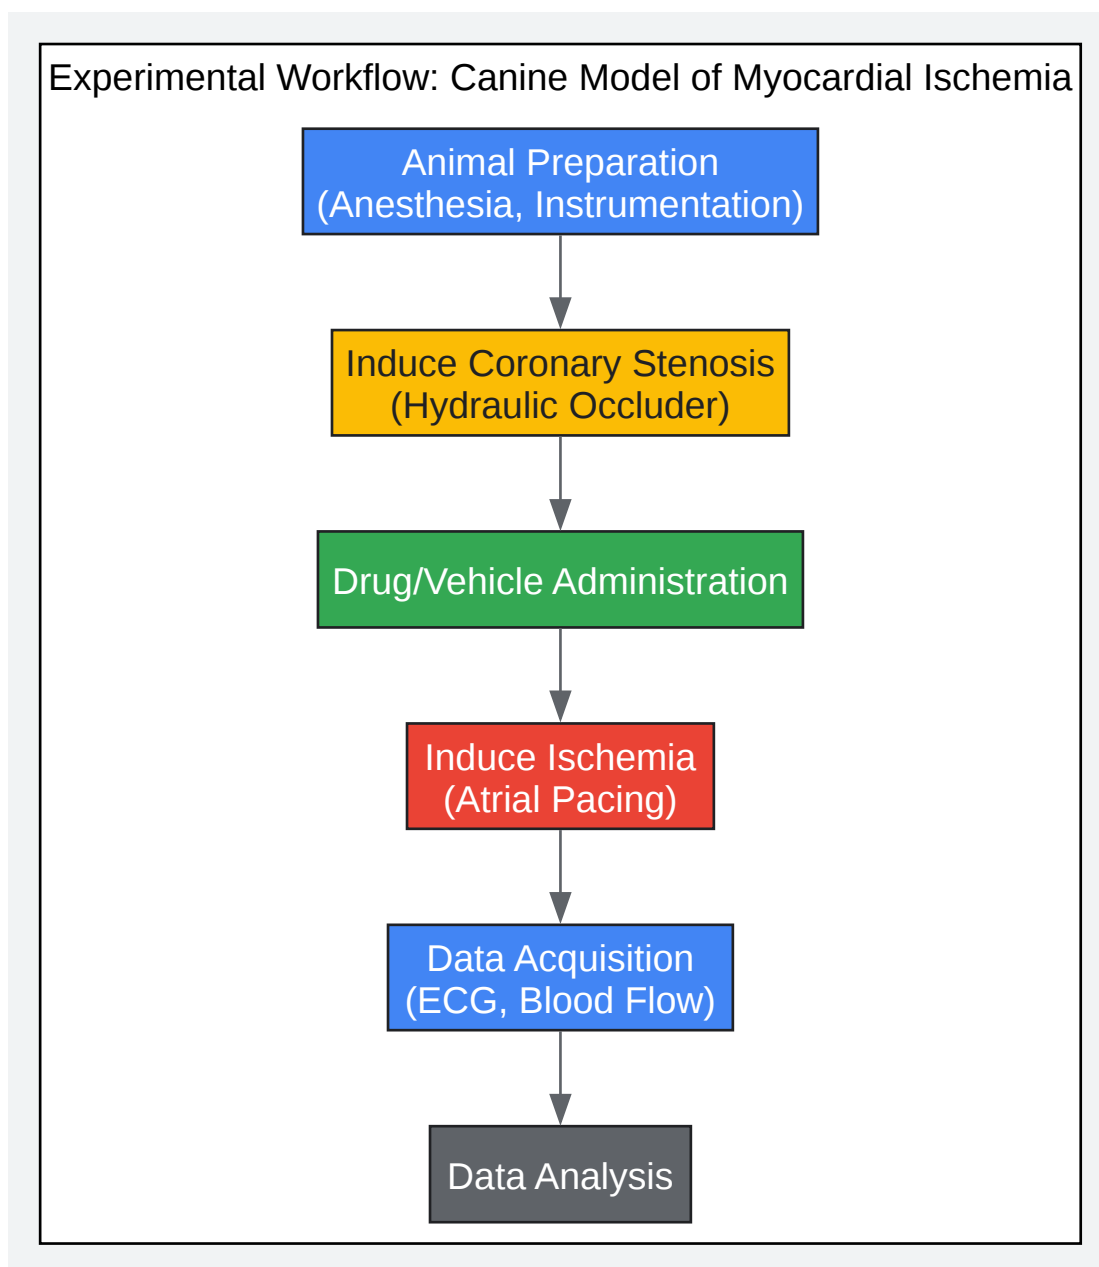 Experimental Workflow: Canine Model of Myocardial Ischemia
Animal Preparation
(Anesthesia, Instrumentation)
Induce Coronary Stenosis
(Hydraulic Occluder)
Drug/Vehicle Administration
Induce Ischemia
(Atrial Pacing)
Data Acquisition
(ECG, Blood Flow)
Data Analysis